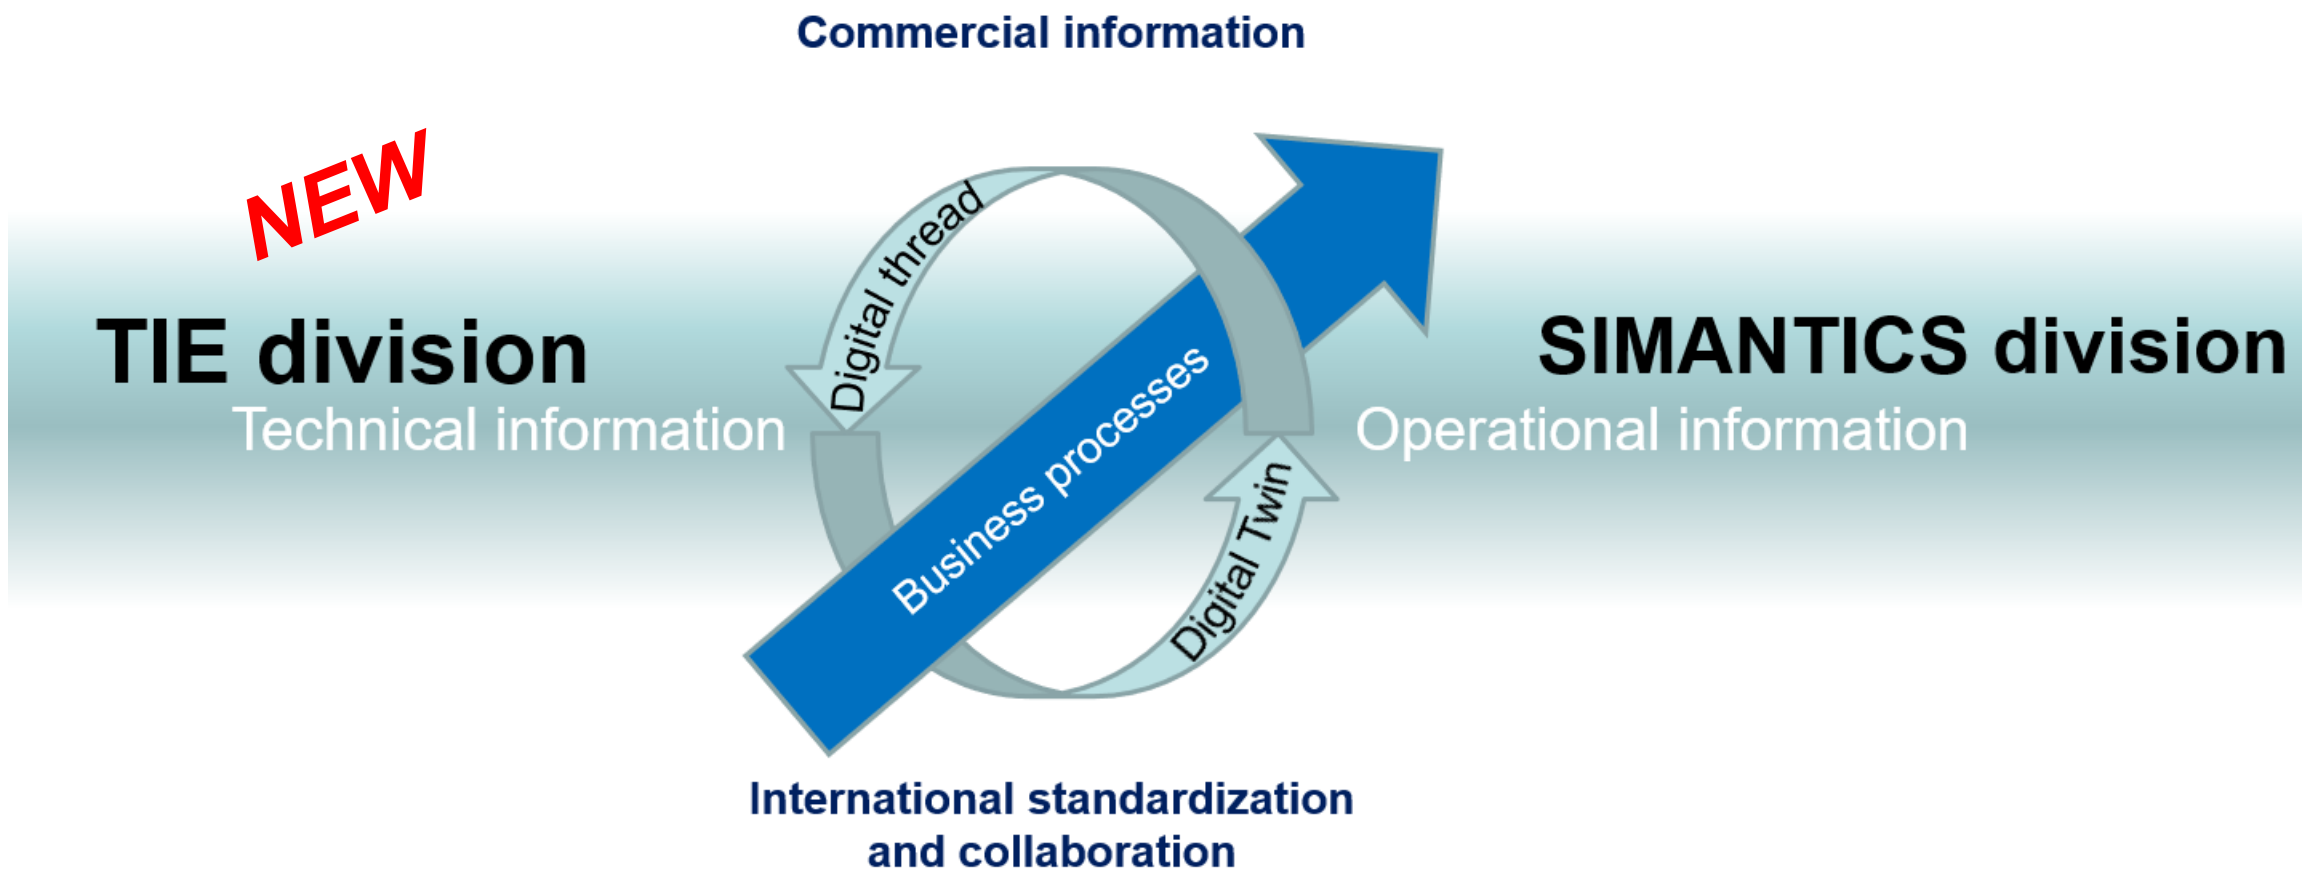 Commercial information
NEW
TIE division
Technical information
Digital thread
Business processes
Digital Twin
SIMANTICS division
Operational information
International standardization
and collaboration